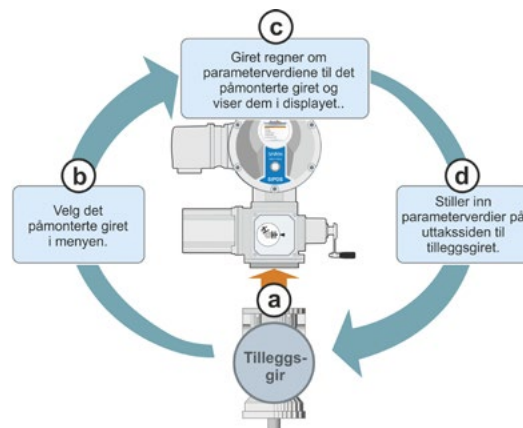 c
Giret regner om
parameterverdiene til det
påmonterte giret og
viser dem i displayet..
b
Velg det
påmonterte giret
i menyen.
d
Stiller inn
parameterverdier på
uttakssiden til
tilleggsgiret.
SIPOS
a
Tilleggs-
gir